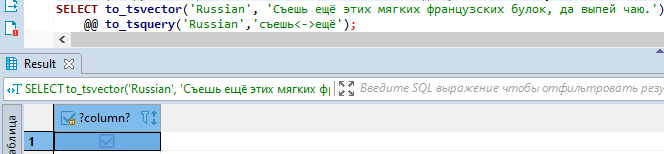 SELECT to_tsvector('Russian', 'Съешь ещё этих мягких французских булок, да выпей чаю.')
@@ to_tsquery('Russian','съешь<->ещё');
Result
SELECT to_tsvector('Russian', 'Съешь ещё этих мягких фр
Введите SQL выражение чтобы отфильтровать резу
?column?
1
аблица